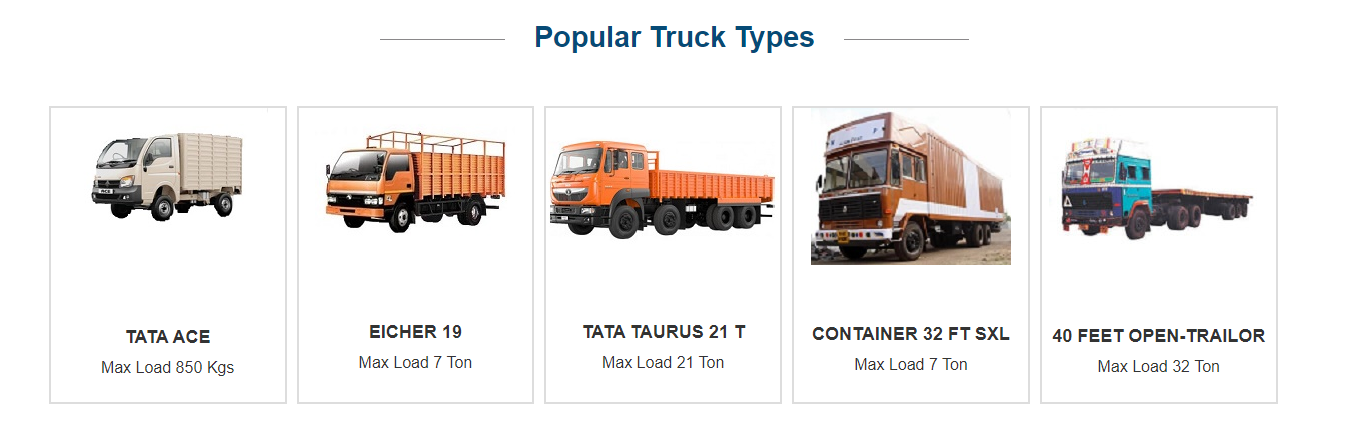 Popular Truck Types
TATA ACE
Max Load 850 Kgs
EICHER 19
Max Load 7 Ton
TATA TAURUS 21 T
Max Load 21 Ton
CONTAINER 32 FT SXL
Max Load 7 Ton
40 FEET OPEN-TRAILOR
Max Load 32 Ton